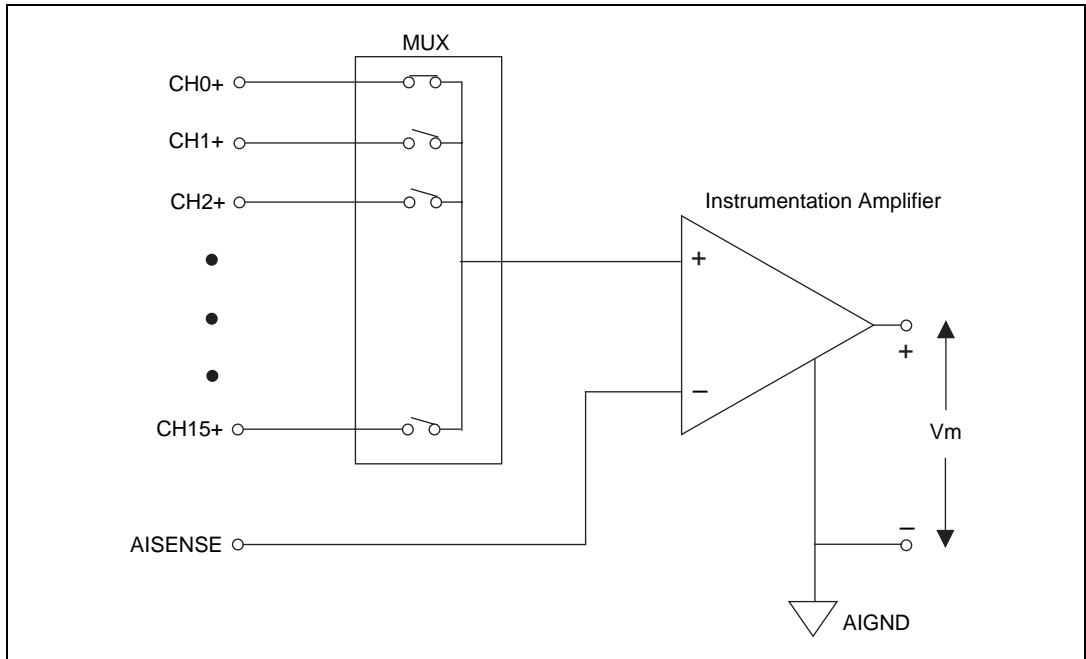 MUX
CH0+
CH1+
CH2+
Instrumentation Amplifier
+
+
Vm
−
CH15+
AISENSE
−
AIGND